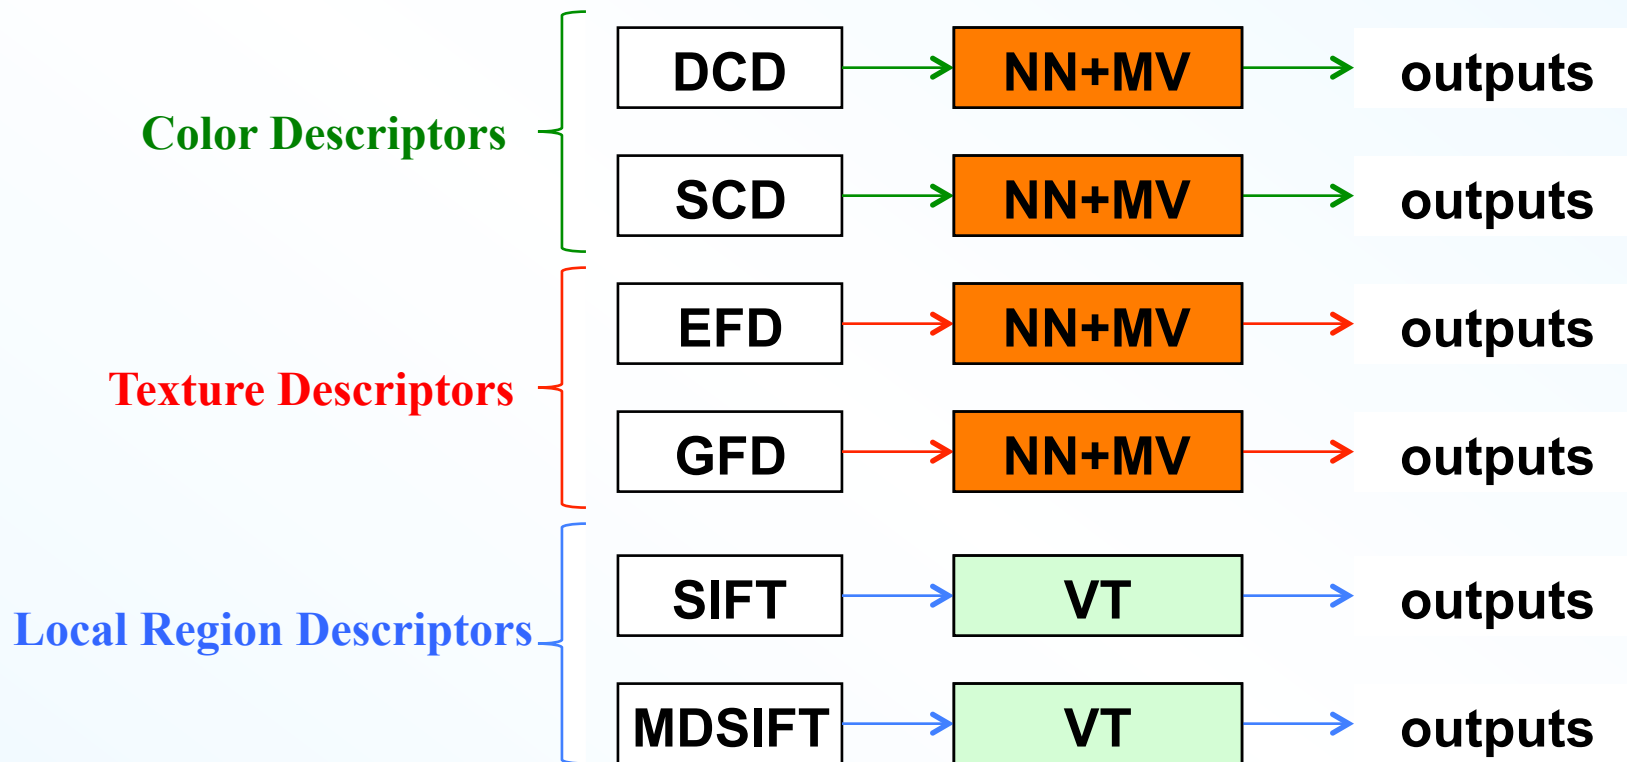 DCD NN+MV outputs
Color Descriptors
SCD NN+MV outputs
EFD NN+MV outputs
Texture Descriptors
GFD NN+MV outputs
SIFT VT outputs
Local Region Descriptors
MDSIFT VT outputs